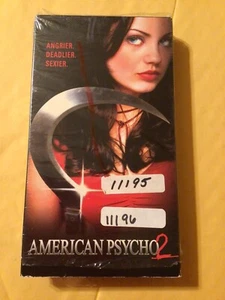 ANGRIER.
DEADLIER.
SEXIER.
11195
11196
AMERICAN PSYCHO 2